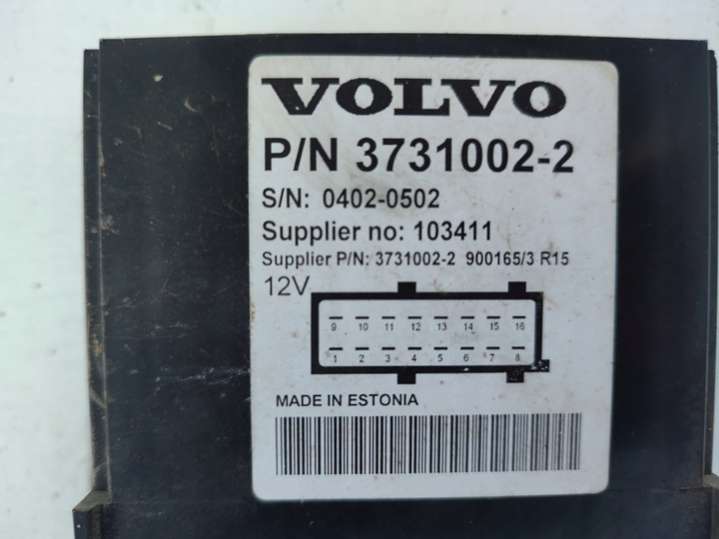 VOLVO
P/N 3731002-2
S/N: 0402-0502
Supplier no: 103411
Supplier P/N: 3731002-2 900165/3 R15
12V
9 10 11 12 13 14 15 16
1 2 3 4 5 6 7 8
MADE IN ESTONIA